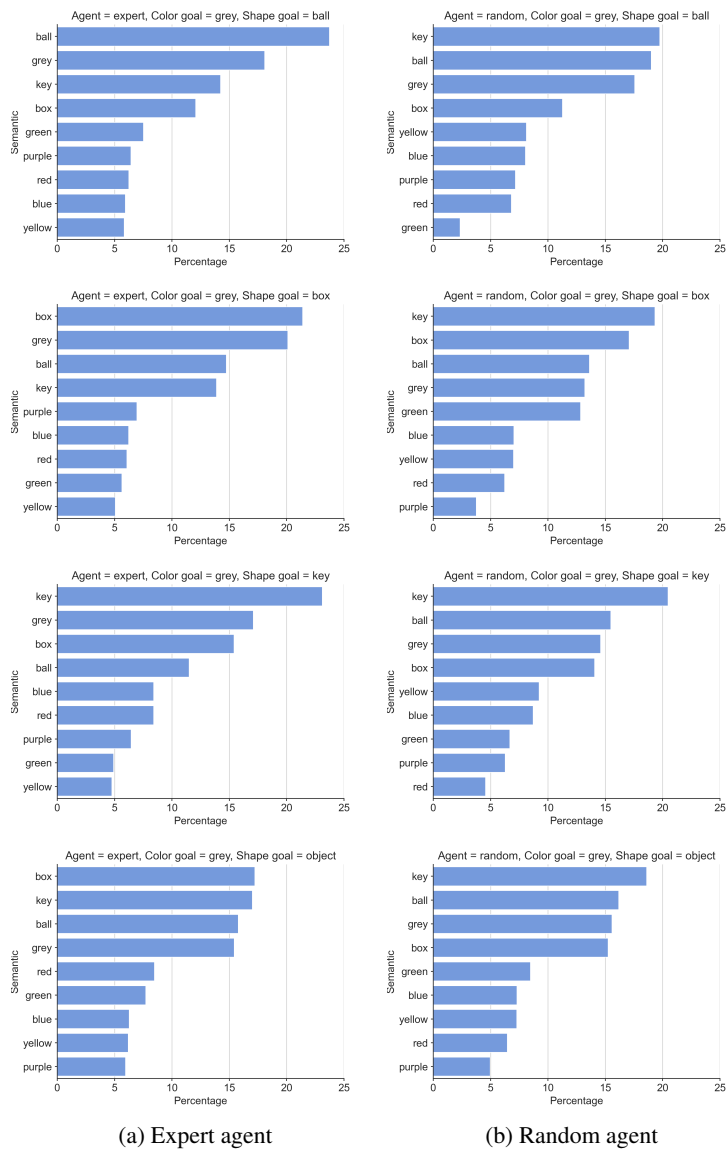 Agent = expert, Color goal = grey, Shape goal = ball
Semantic
ball
grey
key
box
green
purple
red
blue
yellow
0 5 10 15 20 25
Percentage
Agent = random, Color goal = grey, Shape goal = ball
Semantic
key
ball
grey
box
yellow
blue
purple
red
green
0 5 10 15 20 25
Percentage
Agent = expert, Color goal = grey, Shape goal = box
Semantic
box
grey
ball
key
purple
blue
red
green
yellow
0 5 10 15 20 25
Percentage
Agent = random, Color goal = grey, Shape goal = box
Semantic
key
box
ball
grey
green
blue
yellow
red
purple
0 5 10 15 20 25
Percentage
Agent = expert, Color goal = grey, Shape goal = key
Semantic
key
grey
box
ball
blue
red
purple
green
yellow
0 5 10 15 20 25
Percentage
Agent = random, Color goal = grey, Shape goal = key
Semantic
key
ball
grey
box
yellow
blue
green
purple
red
0 5 10 15 20 25
Percentage
Agent = expert, Color goal = grey, Shape goal = object
Semantic
box
key
ball
grey
red
green
blue
yellow
purple
0 5 10 15 20 25
Percentage
Agent = random, Color goal = grey, Shape goal = object
Semantic
key
ball
grey
box
green
blue
yellow
red
purple
0 5 10 15 20 25
Percentage
(a) Expert agent
(b) Random agent